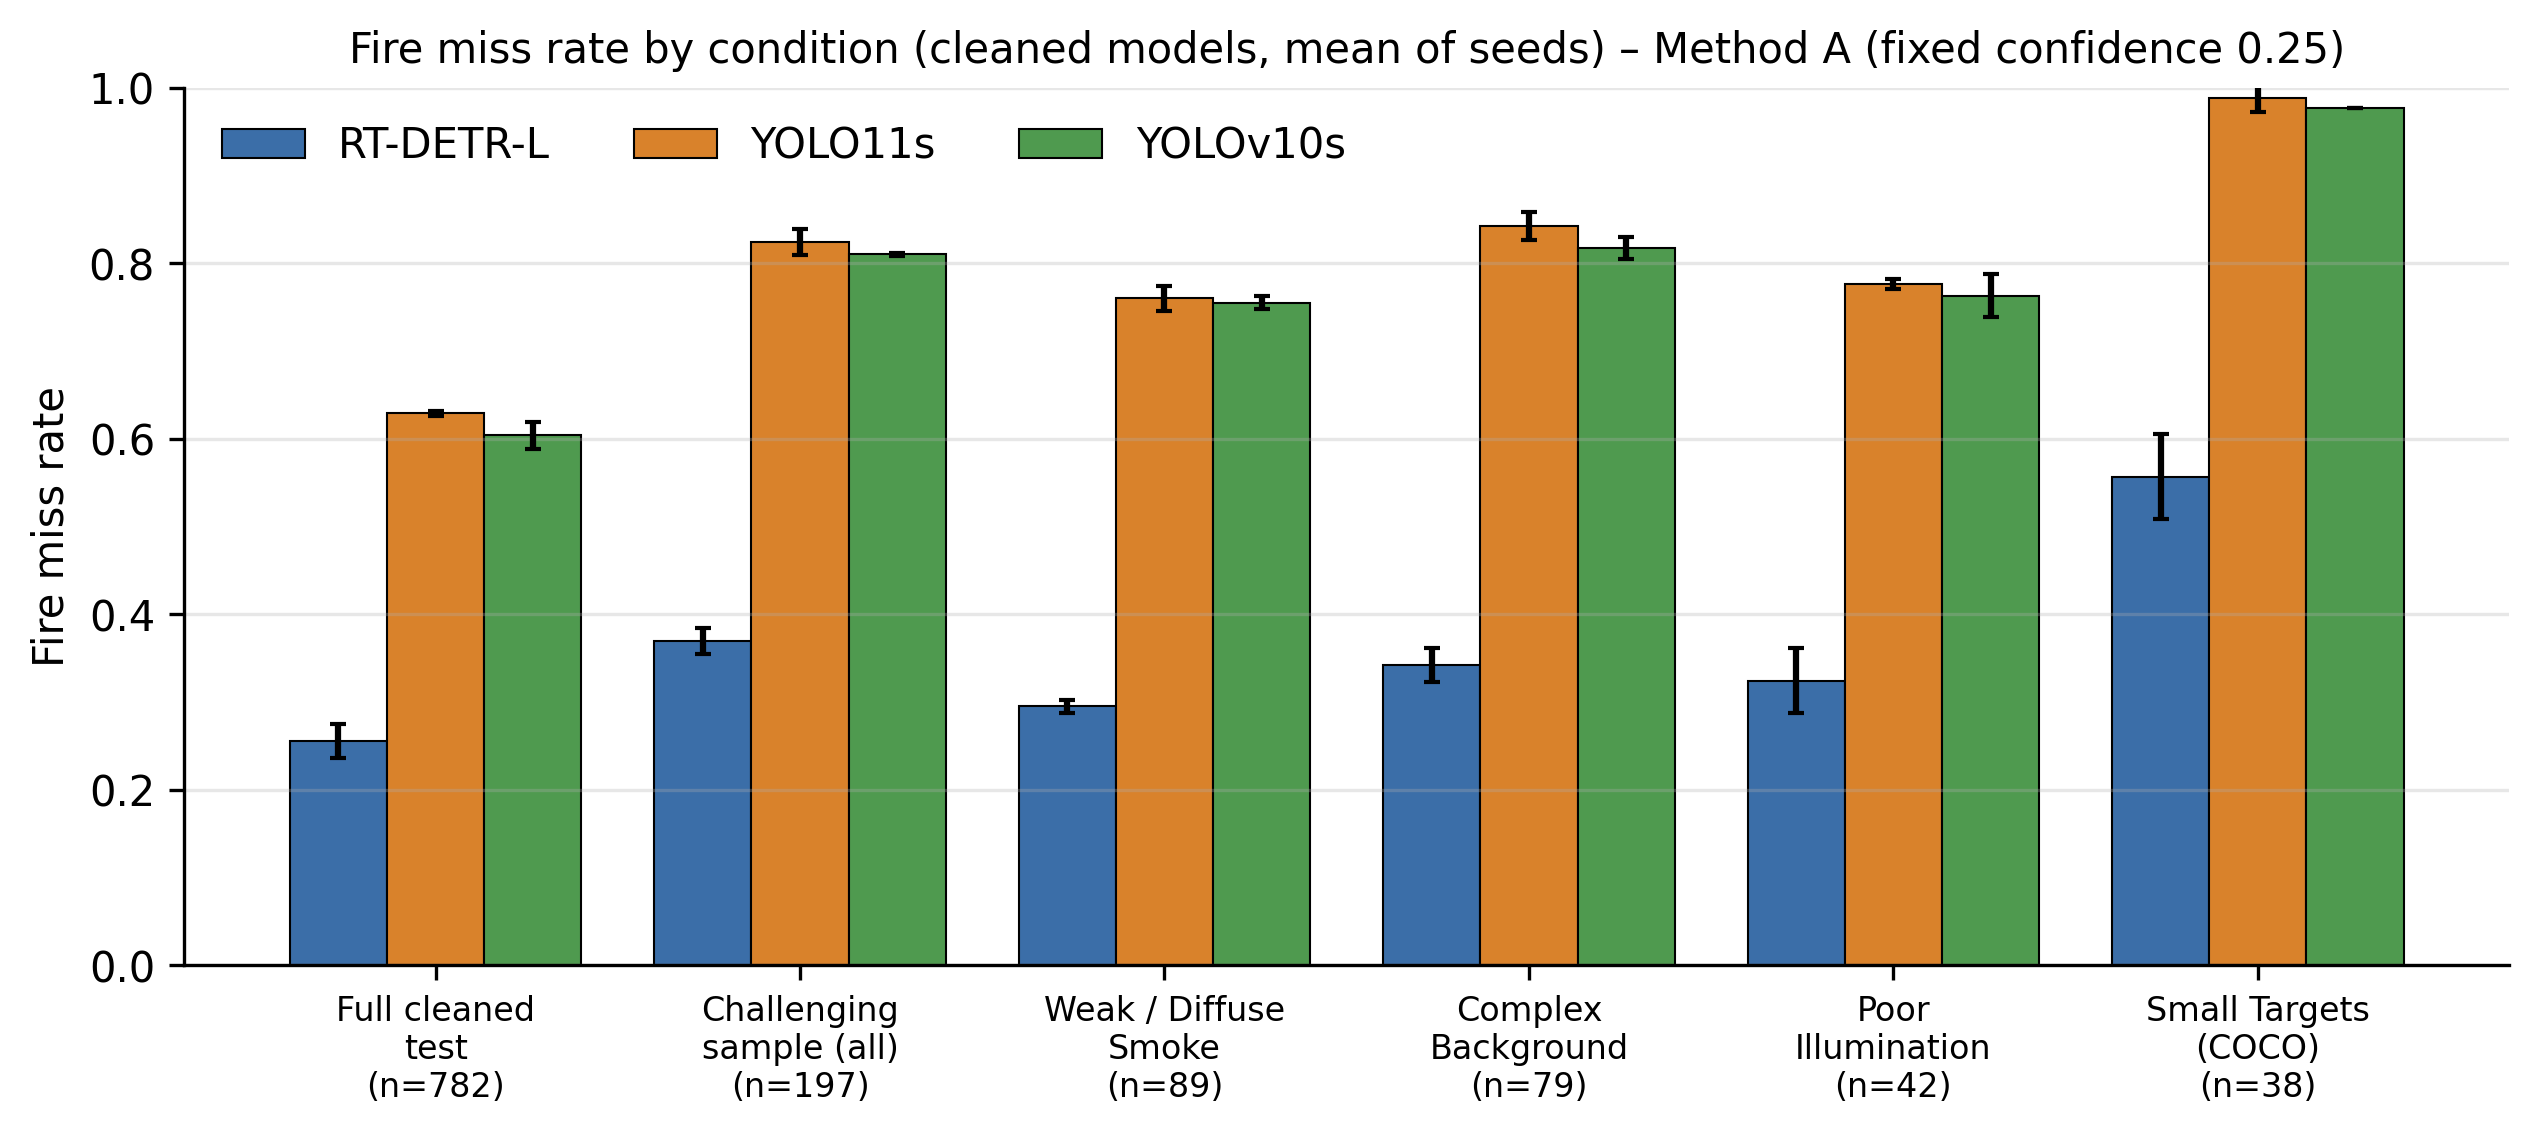 Fire miss rate by condition (cleaned models, mean of seeds) – Method A (fixed confidence 0.25)
RT-DETR-L YOLO11s YOLOv10s
Fire miss rate
1.0
0.8
0.6
0.4
0.2
0.0
Full cleaned
test
(n=782)
Challenging
sample (all)
(n=197)
Weak / Diffuse
Smoke
(n=89)
Complex
Background
(n=79)
Poor
Illumination
(n=42)
Small Targets
(COCO)
(n=38)